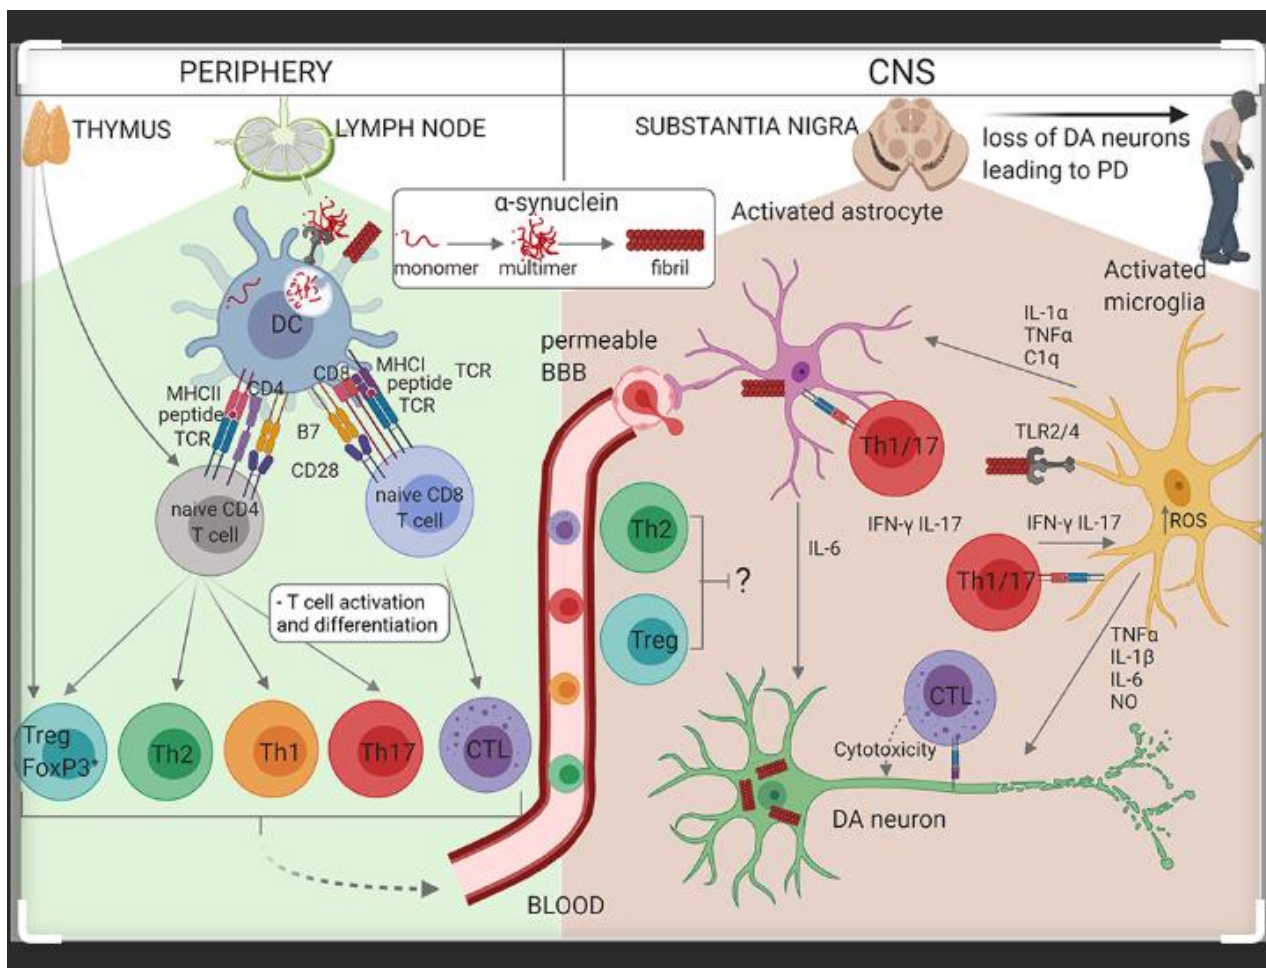 PERIPHERY
CNS
THYMUS
LYMPH NODE
SUBSTANTIA NIGRA
loss of DA neurons
leading to PD
α-synuclein
monomer
multimer
fibril
Activated astrocyte
Activated
microglia
DC
IL-1α
TNFα
C1q
permeable
BBB
MHCII
peptide
TCR
CD4
CD8
MHCI
peptide
TCR
TCR
B7
CD28
Th1/17
TLR2/4
naive CD4
T cell
naive CD8
T cell
Th2
Treg
?
IL-6
IFN-γ IL-17
IFN-γ IL-17
ROS
Th1/17
- T cell activation
and differentiation
TNFα
IL-1β
IL-6
NO
CTL
Cytotoxicity
Treg
FoxP3+
Th2
Th1
Th17
CTL
DA neuron
BLOOD